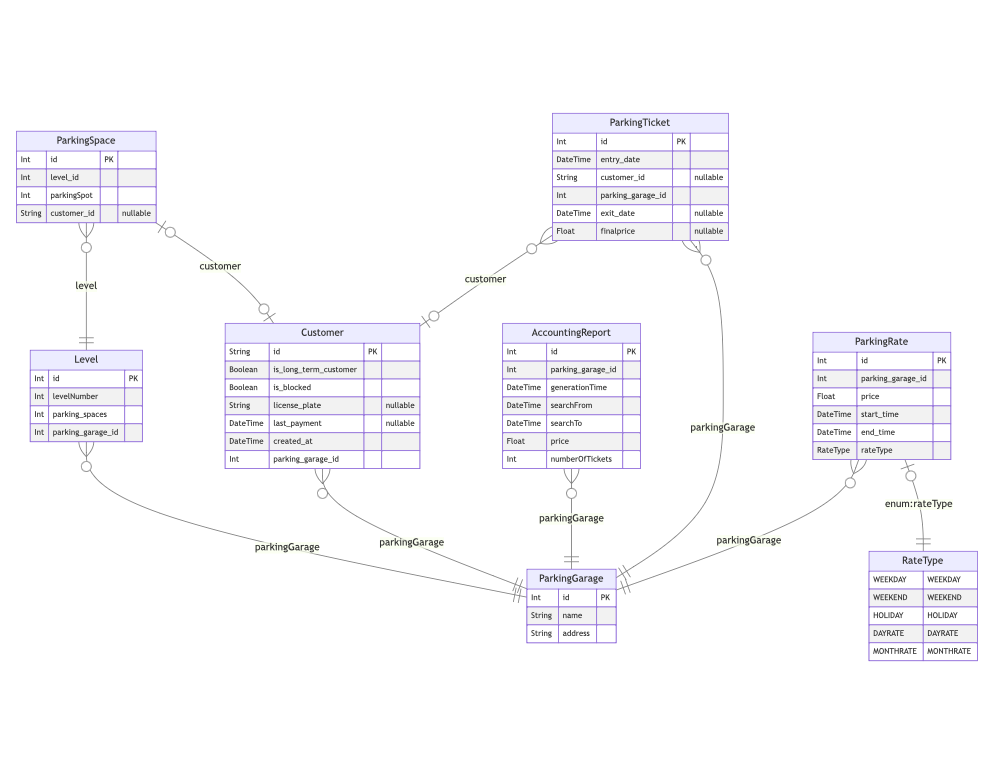 ParkingSpace
Int id PK
Int level_id
Int parkingSpot
String customer_id nullable
ParkingTicket
Int id PK
DateTime entry_date
String customer_id nullable
Int parking_garage_id
DateTime exit_date nullable
Float finalprice nullable
customer
customer
level
parkingGarage
Level
Int id PK
Int levelNumber
Int parking_spaces
Int parking_garage_id
Customer
String id PK
Boolean is_long_term_customer
Boolean is_blocked
String license_plate nullable
DateTime last_payment nullable
DateTime created_at
Int parking_garage_id
AccountingReport
Int id PK
Int parking_garage_id
DateTime generationTime
DateTime searchFrom
DateTime searchTo
Float price
Int numberOfTickets
ParkingRate
Int id PK
Int parking_garage_id
Float price
DateTime start_time
DateTime end_time
RateType rateType
enum:rateType
parkingGarage
parkingGarage
parkingGarage
parkingGarage
ParkingGarage
Int id PK
String name
String address
RateType
WEEKDAY WEEKDAY
WEEKEND WEEKEND
HOLIDAY HOLIDAY
DAYRATE DAYRATE
MONTHRATE MONTHRATE